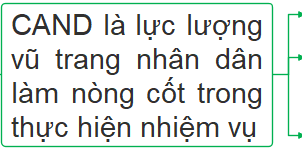 CAND là lực lượng
vũ trang nhân dân
làm nòng cốt trong
thực hiện nhiệm vụ